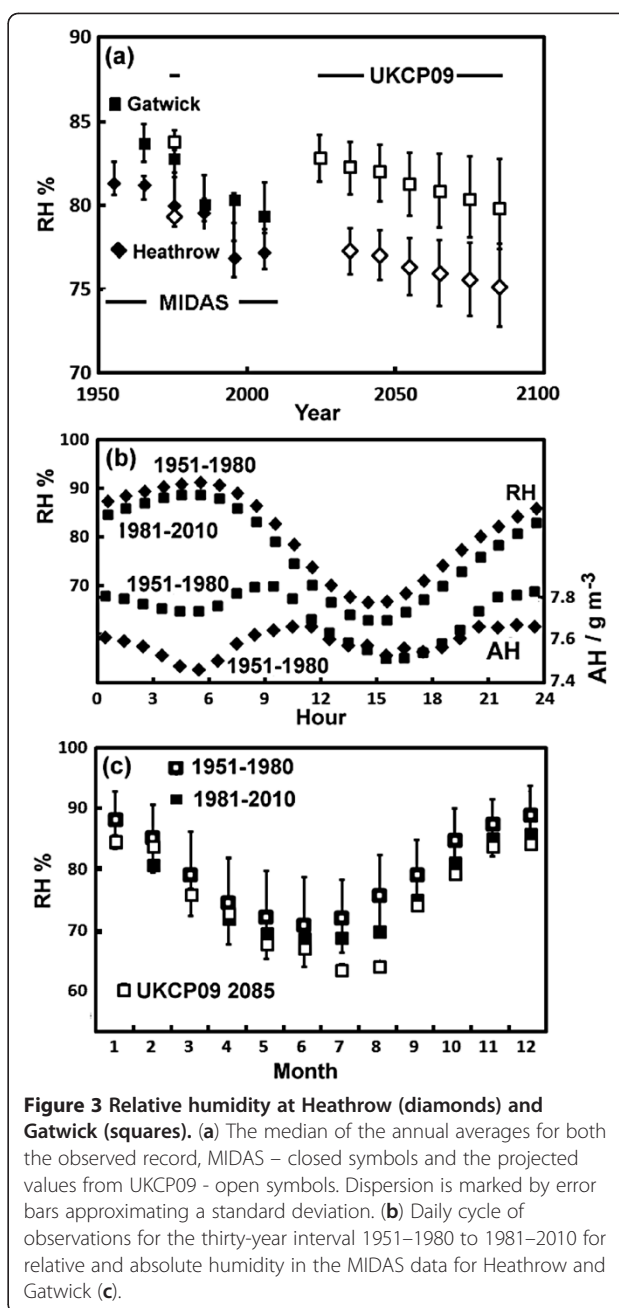 90
(a)
UKCP09
Gatwick
85
RH %
80
Heathrow
75
MIDAS
70
1950
2000
2050
2100
Year
100
(b)
1951-1980
RH
90
RH %
80
1981-2010
70
1951-1980
7.8
7.6
1951-1980
AH
7.4
AH / g m-3
0
3
6
9
12
15
18
21
24
Hour
100
(c)
1951-1980
1981-2010
90
RH %
80
70
60
UKCP09 2085
1 2 3 4 5 6 7 8 9 10 11 12
Month
Figure 3 Relative humidity at Heathrow (diamonds) and
Gatwick (squares). (a) The median of the annual averages for both
the observed record, MIDAS – closed symbols and the projected
values from UKCP09 - open symbols. Dispersion is marked by error
bars approximating a standard deviation. (b) Daily cycle of
observations for the thirty-year interval 1951–1980 to 1981–2010 for
relative and absolute humidity in the MIDAS data for Heathrow and
Gatwick (c).